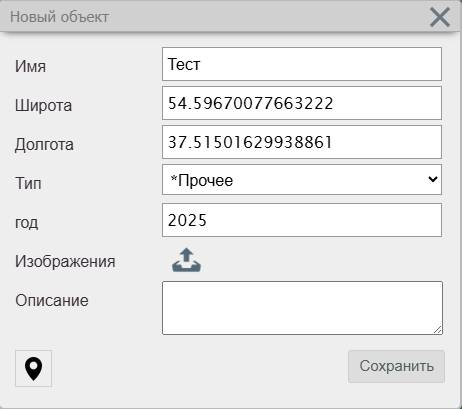 Новый объект
Имя Тест
Широта 54.59670077663222
Долгота 37.51501629938861
Тип *Прочее
год 2025
Изображения
Описание
Сохранить